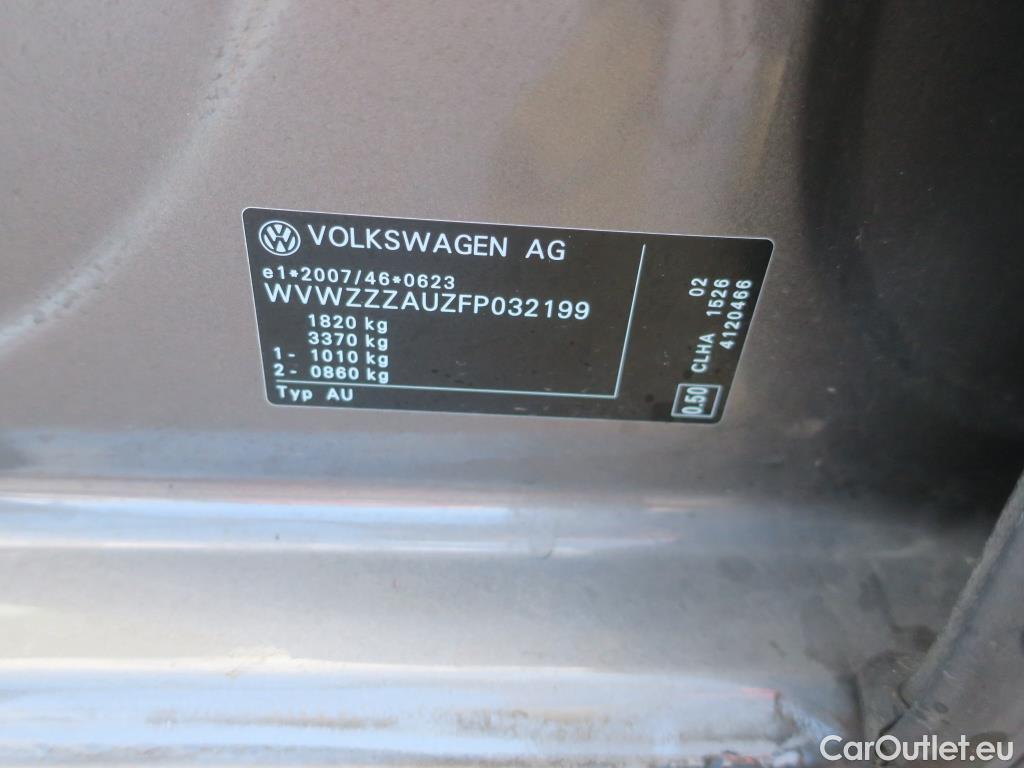 VOLKSWAGEN AG
e1*2007/46*0623
WVWZZZAUZFP032199
1820 kg
3370 kg
1- 1010 kg
2- 0860 kg
Typ AU
02
CLHA 1526
4120466
0.50
CarOutlet.eu